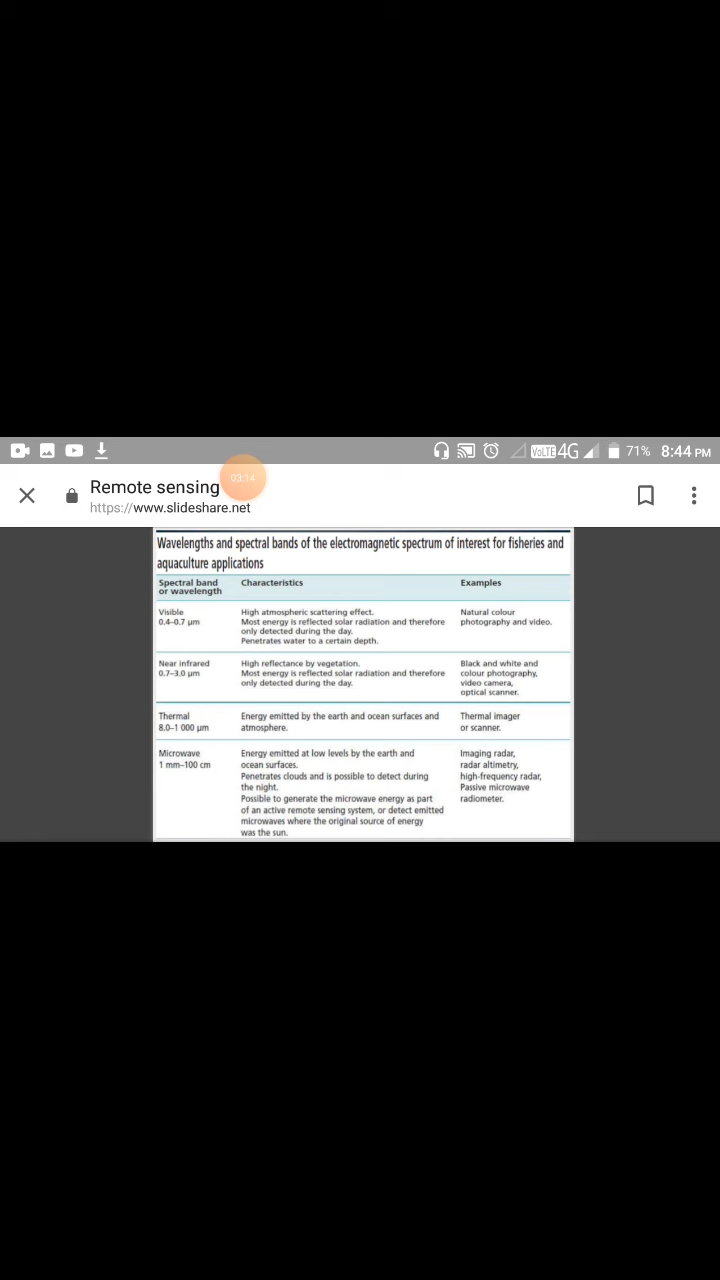 VoLTE 4G 71% 8:44 PM
Remote sensing 03:14
https://www.slideshare.net
Wavelengths and spectral bands of the electromagnetic spectrum of interest for fisheries and
aquaculture applications
Spectral band
or wavelength
Characteristics
Examples
Visible
0.4–0.7 µm
High atmospheric scattering effect.
Most energy is reflected solar radiation and therefore
only detected during the day.
Penetrates water to a certain depth.
Natural colour
photography and video.
Near infrared
0.7–3.0 µm
High reflectance by vegetation.
Most energy is reflected solar radiation and therefore
only detected during the day.
Black and white and
colour photography,
video camera,
optical scanner.
Thermal
8.0–1 000 µm
Energy emitted by the earth and ocean surfaces and
atmosphere.
Thermal imager
or scanner.
Microwave
1 mm–100 cm
Energy emitted at low levels by the earth and
ocean surfaces.
Penetrates clouds and is possible to detect during
the night.
Possible to generate the microwave energy as part
of an active remote sensing system, or detect emitted
microwaves where the original source of energy
was the sun.
Imaging radar,
radar altimetry,
high-frequency radar,
Passive microwave
radiometer.